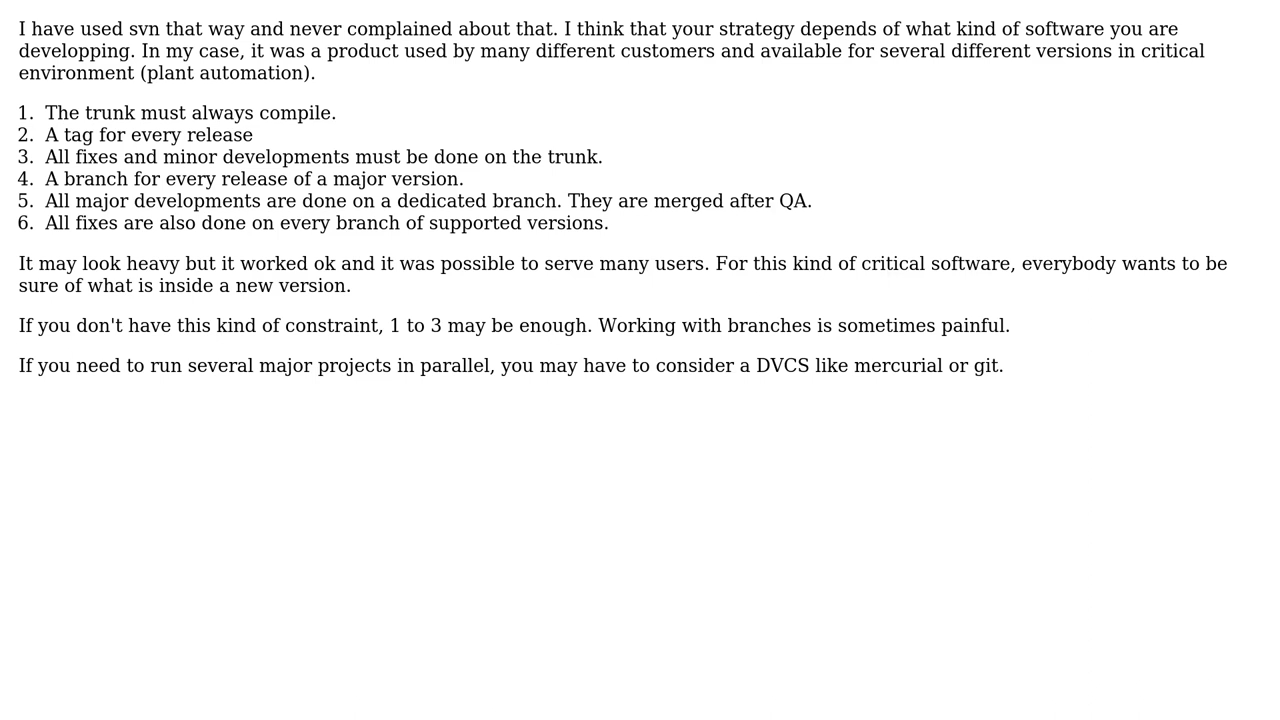 I have used svn that way and never complained about that. I think that your strategy depends of what kind of software you are
developping. In my case, it was a product used by many different customers and available for several different versions in critical
environment (plant automation).
1. The trunk must always compile.
2. A tag for every release
3. All fixes and minor developments must be done on the trunk.
4. A branch for every release of a major version.
5. All major developments are done on a dedicated branch. They are merged after QA.
6. All fixes are also done on every branch of supported versions.
It may look heavy but it worked ok and it was possible to serve many users. For this kind of critical software, everybody wants to be
sure of what is inside a new version.
If you don't have this kind of constraint, 1 to 3 may be enough. Working with branches is sometimes painful.
If you need to run several major projects in parallel, you may have to consider a DVCS like mercurial or git.